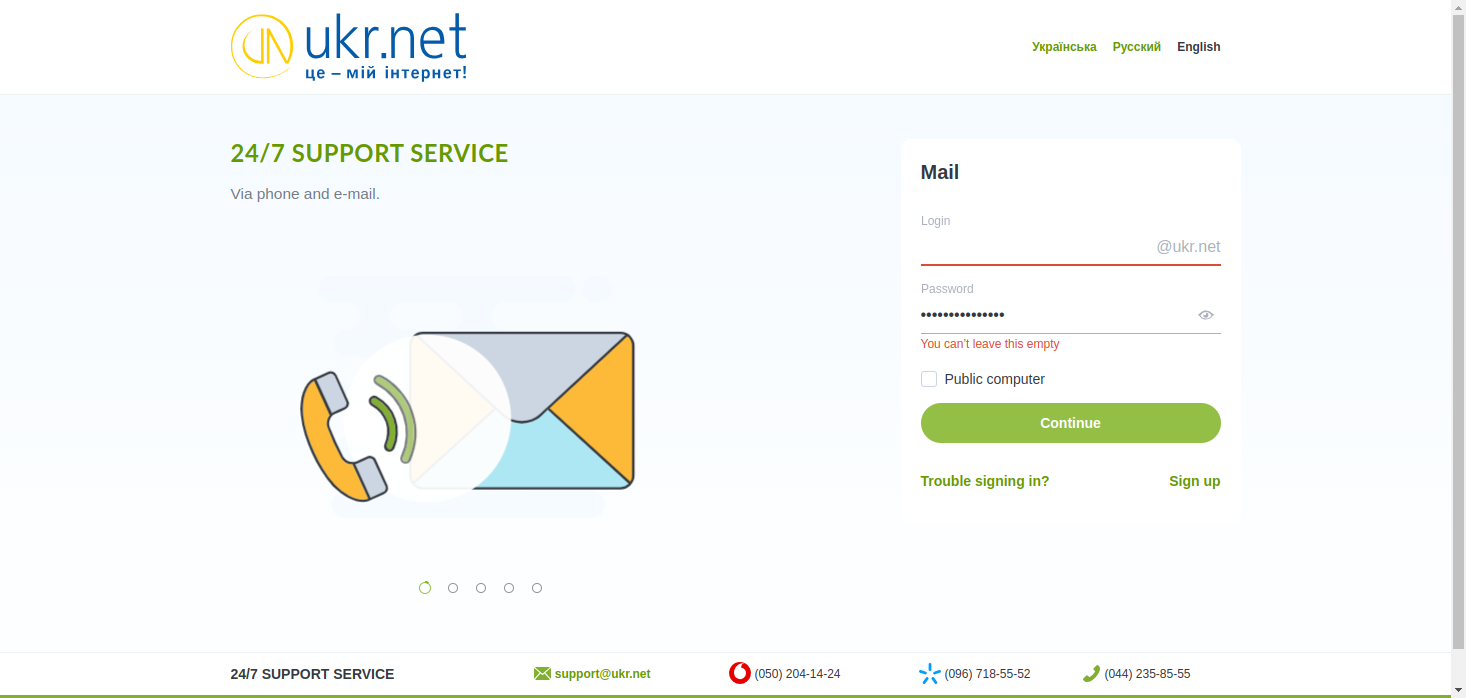 ukr.net
це – мій інтернет!
Українська Русский English
24/7 SUPPORT SERVICE
Via phone and e-mail.
Mail
Login
@ukr.net
Password
•••••••••••••••
You can't leave this empty
Public computer
Continue
Trouble signing in? Sign up
24/7 SUPPORT SERVICE support@ukr.net (050) 204-14-24 (096) 718-55-52 (044) 235-85-55